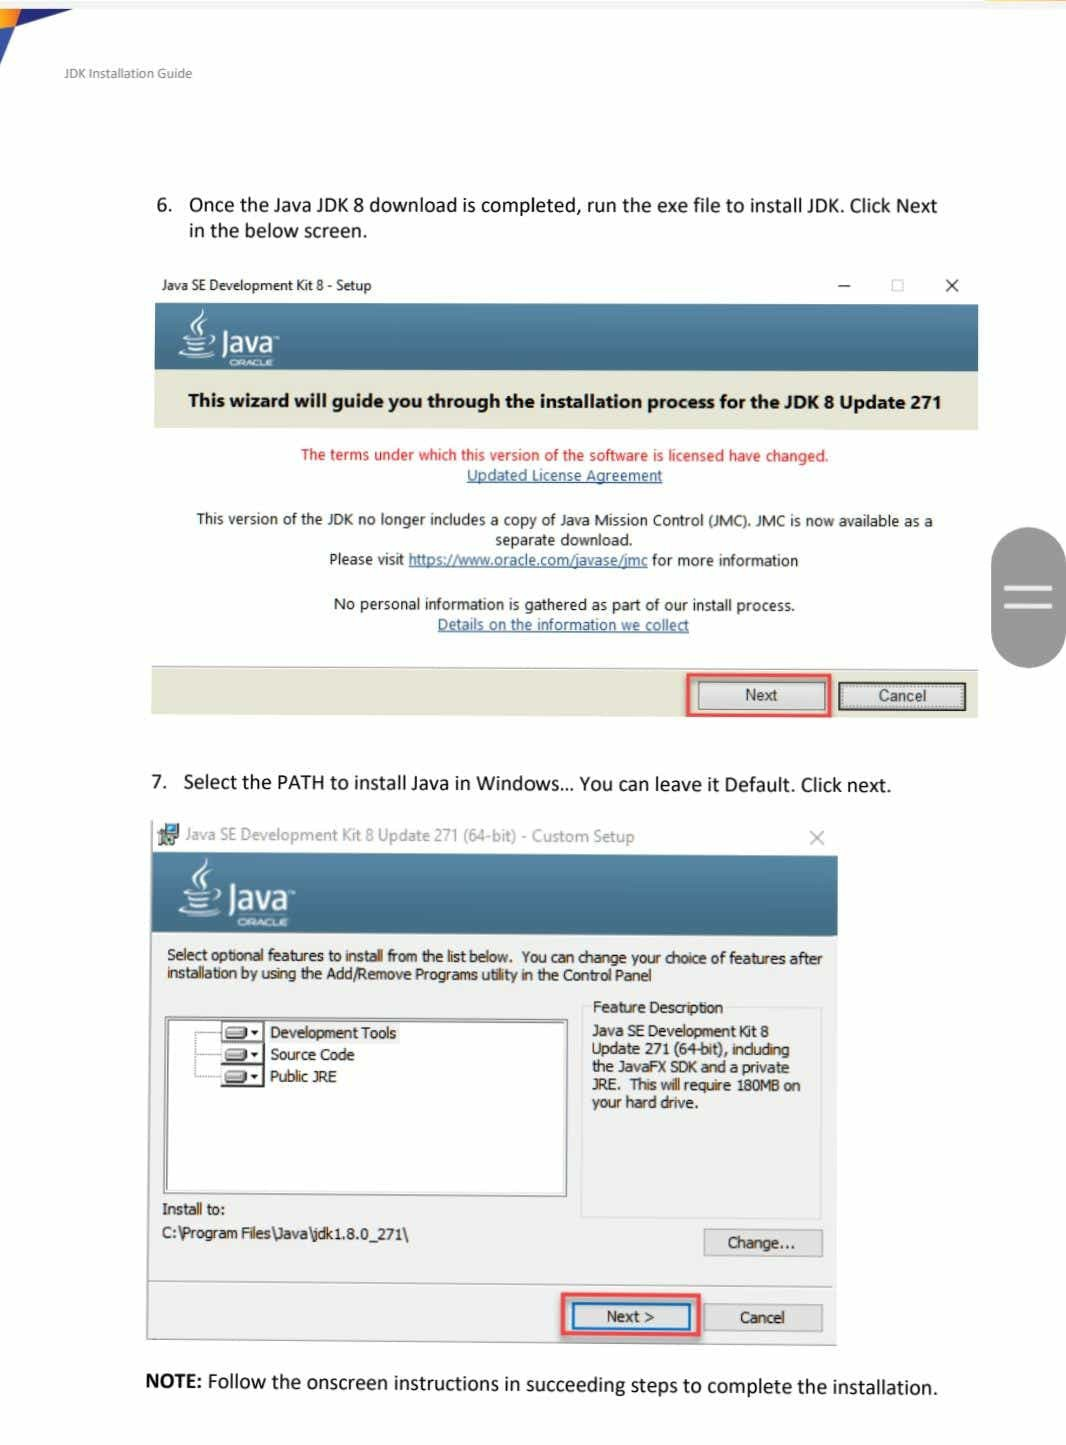 JDK Installation Guide
6. Once the Java JDK 8 download is completed, run the exe file to install JDK. Click Next
in the below screen.
Java SE Development Kit 8 - Setup
Java™
ORACLE
This wizard will guide you through the installation process for the JDK 8 Update 271
The terms under which this version of the software is licensed have changed.
Updated License Agreement
This version of the JDK no longer includes a copy of Java Mission Control (JMC). JMC is now available as a
separate download.
Please visit https://www.oracle.com/javase/jmc for more information
No personal information is gathered as part of our install process.
Details on the information we collect
Next Cancel
7. Select the PATH to install Java in Windows... You can leave it Default. Click next.
Java SE Development Kit 8 Update 271 (64-bit) - Custom Setup
Java™
ORACLE
Select optional features to install from the list below. You can change your choice of features after
installation by using the Add/Remove Programs utility in the Control Panel
Development Tools
Source Code
Public JRE
Feature Description
Java SE Development Kit 8
Update 271 (64-bit), including
the JavaFX SDK and a private
JRE. This will require 180MB on
your hard drive.
Install to:
C:\Program Files\Java\jdk1.8.0_271\
Change...
Next > Cancel
NOTE: Follow the onscreen instructions in succeeding steps to complete the installation.